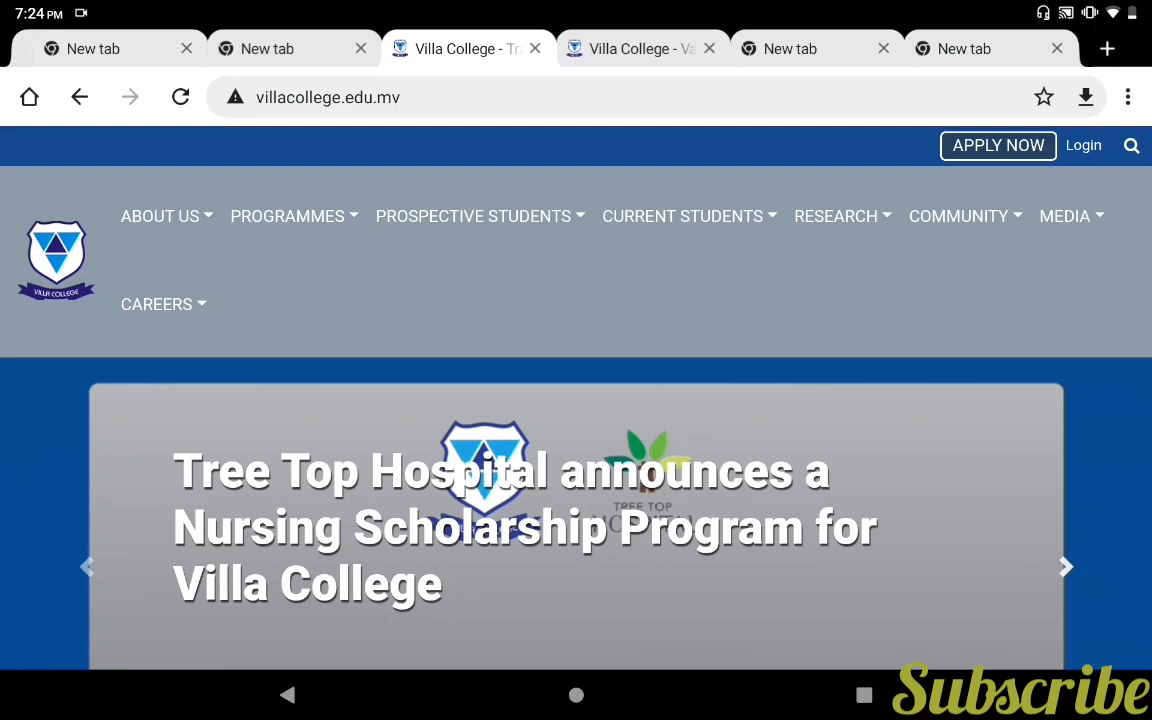 7:24 PM
New tab
New tab
Villa College - Tr
Villa College - Va
New tab
New tab
villacollege.edu.mv
APPLY NOW
Login
ABOUT US
PROGRAMMES
PROSPECTIVE STUDENTS
CURRENT STUDENTS
RESEARCH
COMMUNITY
MEDIA
VILLA COLLEGE
CAREERS
Tree Top Hospital announces a
Nursing Scholarship Program for
Villa College
TREE TOP
HOSPITAL
Subscribe